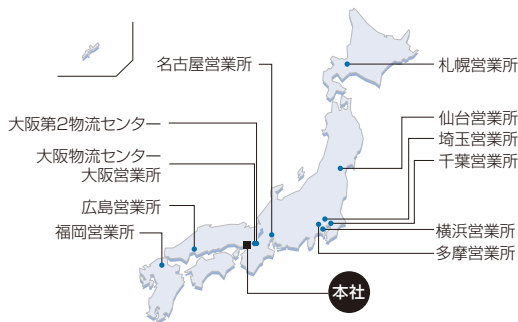 名古屋営業所
大阪第2物流センター
大阪物流センター
大阪営業所
広島営業所
福岡営業所
札幌営業所
仙台営業所
埼玉営業所
千葉営業所
横浜営業所
多摩営業所
本社